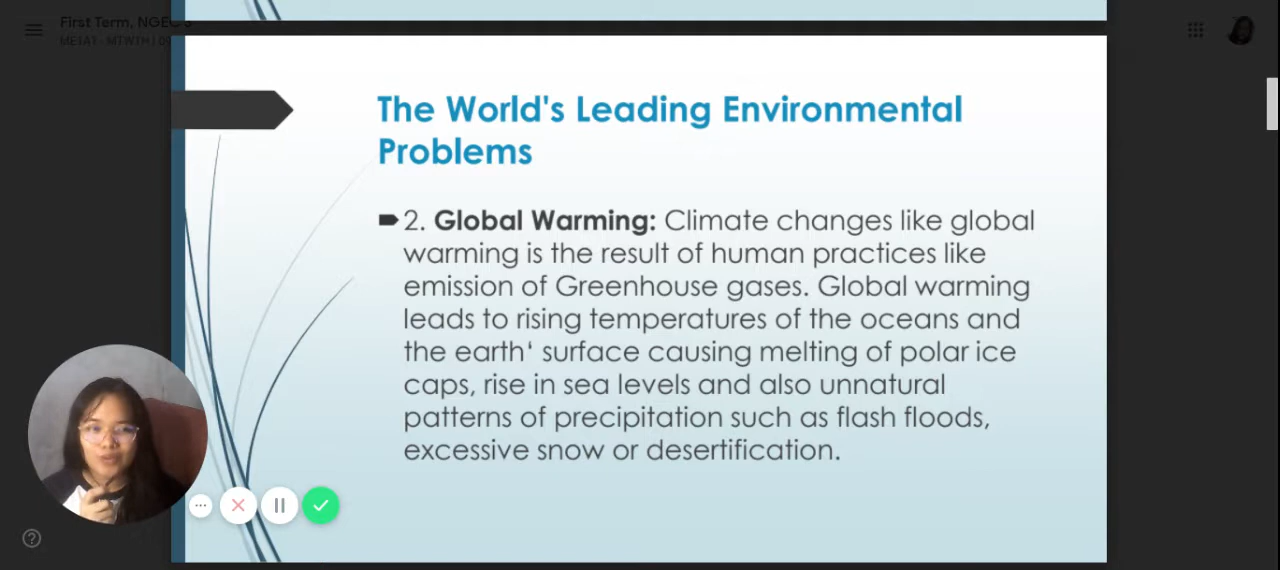 First Term, NGEC
The World's Leading Environmental
Problems
2. Global Warming: Climate changes like global
warming is the result of human practices like
emission of Greenhouse gases. Global warming
leads to rising temperatures of the oceans and
the earth‘ surface causing melting of polar ice
caps, rise in sea levels and also unnatural
patterns of precipitation such as flash floods,
excessive snow or desertification.